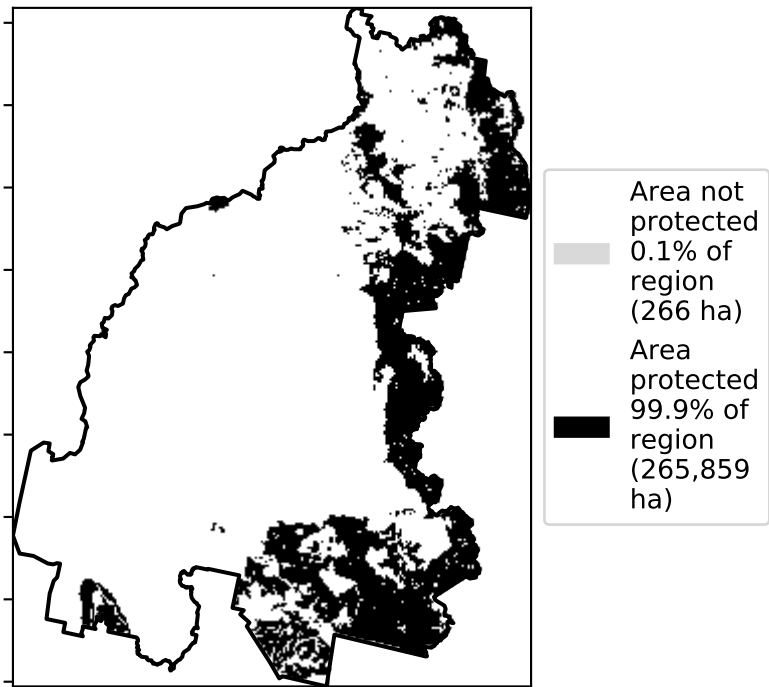 Area not
protected
0.1% of
region
(266 ha)
Area
protected
99.9% of
region
(265,859
ha)